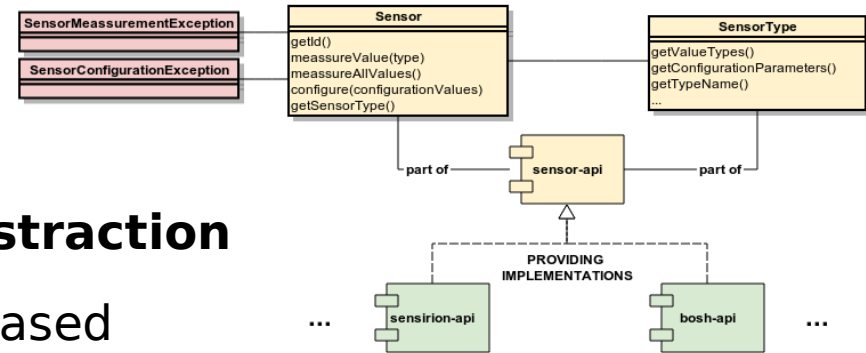 SensorMeassurementException
SensorConfigurationException
Sensor
getId()
meassureValue(type)
meassureAllValues()
configure(configurationValues)
getSensorType()
SensorType
getValueTypes()
getConfigurationParameters()
getTypeName()
...
part of
sensor-api
part of
straction
PROVIDING
IMPLEMENTATIONS
ased
...
sensirion-api
bosh-api
...